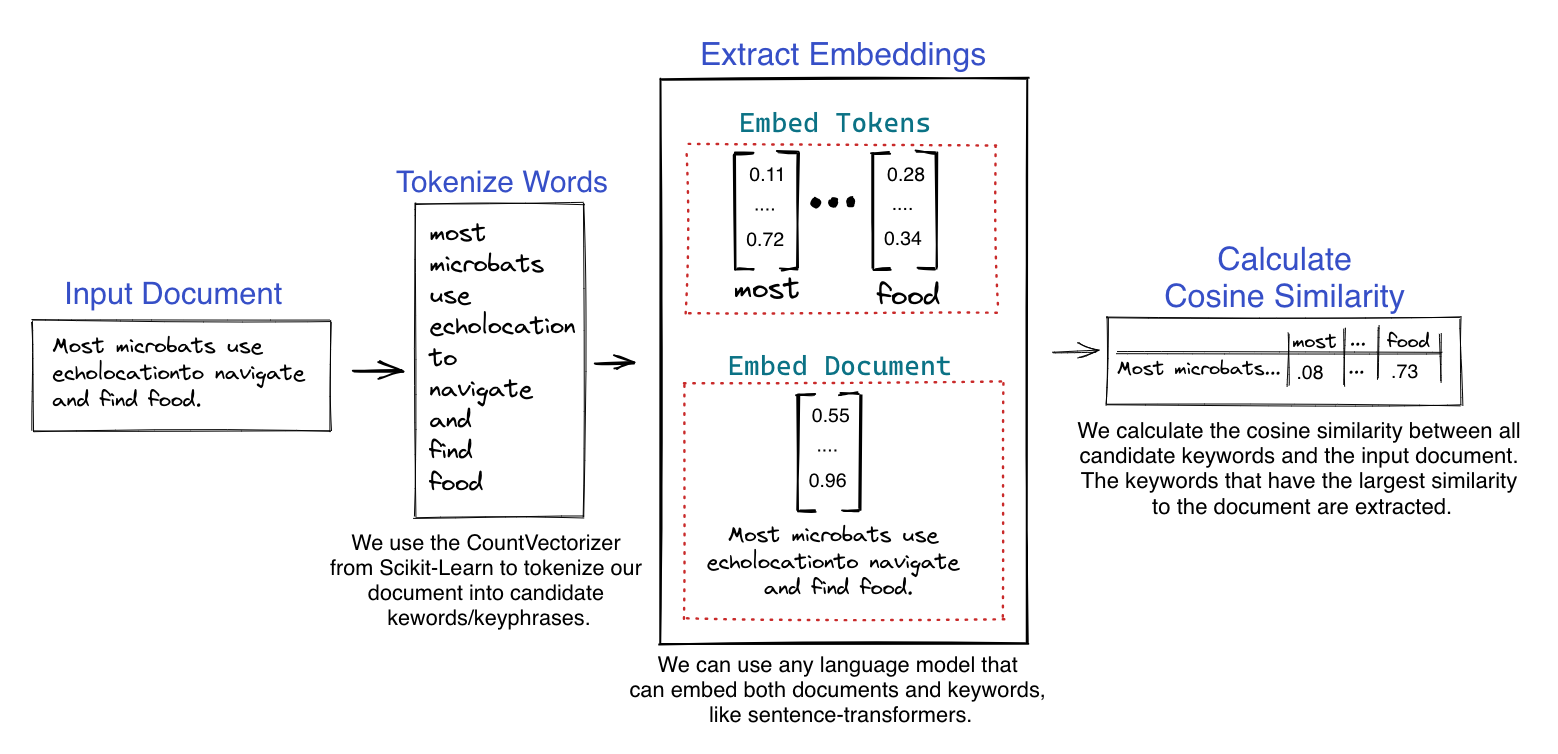 Input Document
Most microbats use
echolocationto navigate
and find food.
Tokenize Words
most
microbats
use
echolocation
to
navigate
and
find
food
We use the CountVectorizer
from Scikit-Learn to tokenize our
document into candidate
kewords/keyphrases.
Extract Embeddings
Embed Tokens
0.11 0.28
.... ••• ....
0.72 0.34
most food
Embed Document
0.55
....
0.96
Most microbats use
echolocationto navigate
and find food.
We can use any language model that
can embed both documents and keywords,
like sentence-transformers.
Calculate
Cosine Similarity
most ... food
Most microbats... .08 ... .73
We calculate the cosine similarity between all
candidate keywords and the input document.
The keywords that have the largest similarity
to the document are extracted.